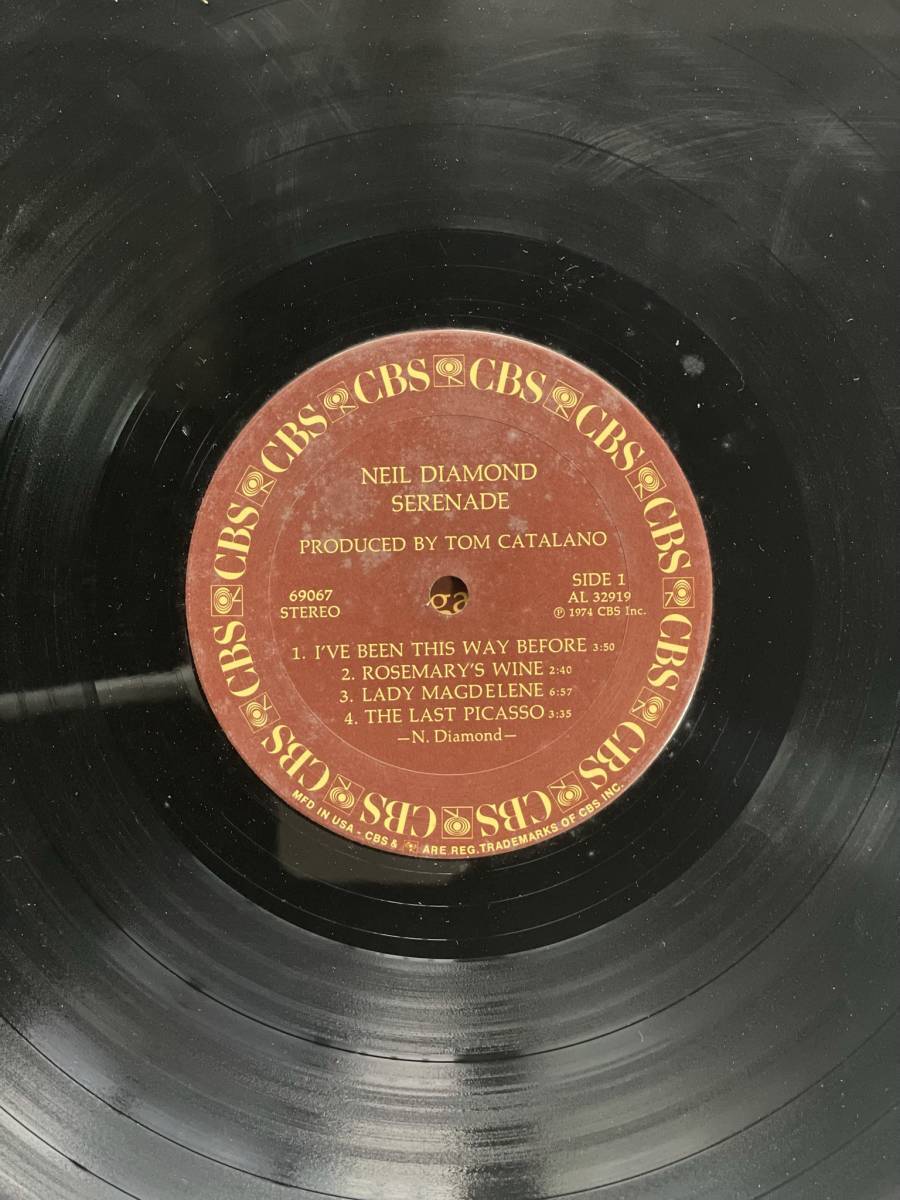 CBS CBS CBS CBS CBS CBS CBS CBS CBS CBS CBS CBS
NEIL DIAMOND
SERENADE
PRODUCED BY TOM CATALANO
69067
STEREO
SIDE 1
AL 32919
℗ 1974 CBS Inc.
ga
1. I'VE BEEN THIS WAY BEFORE 3:50
2. ROSEMARY'S WINE 2:40
3. LADY MAGDELENE 6:57
4. THE LAST PICASSO 3:35
—N. Diamond—
MFD IN USA - CBS & ARE REG. TRADEMARKS OF CBS INC.